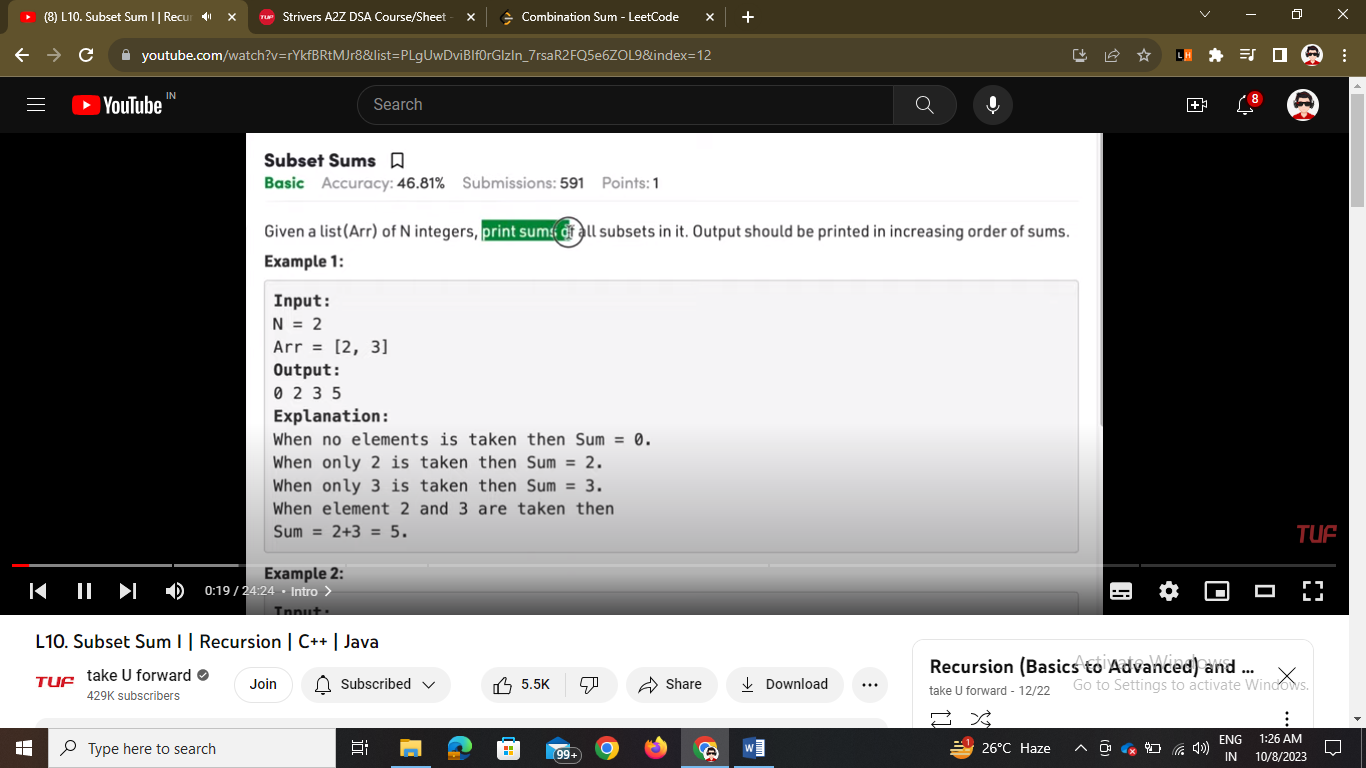 (8) L10. Subset Sum I | Recur
Strivers A2Z DSA Course/Sheet -
Combination Sum - LeetCode
youtube.com/watch?v=rYkfBRtMJr8&list=PLgUwDviBIf0rGlzIn_7rsaR2FQ5e6ZOL9&index=12
YouTube IN
Search
8
Subset Sums
Basic Accuracy: 46.81% Submissions: 591 Points: 1
Given a list(Arr) of N integers, print sums of all subsets in it. Output should be printed in increasing order of sums.
Example 1:
Input:
N = 2
Arr = [2, 3]
Output:
0 2 3 5
Explanation:
When no elements is taken then Sum = 0.
When only 2 is taken then Sum = 2.
When only 3 is taken then Sum = 3.
When element 2 and 3 are taken then
Sum = 2+3 = 5.
TUF
Example 2:
Input:
0:19 / 24:24 • Intro
L10. Subset Sum I | Recursion | C++ | Java
TUF
take U forward
429K subscribers
Join
Subscribed
5.5K
Share
Download
Recursion (Basics to Advanced) and ...
take U forward - 12/22
Activate Windows
Go to Settings to activate Windows.
Type here to search
99+
1
26°C Haze
ENG
IN
1:26 AM
10/8/2023